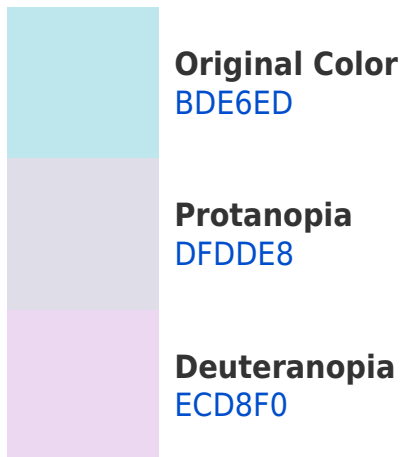 Original Color
BDE6ED
Protanopia
DFDDE8
Deuteranopia
ECD8F0